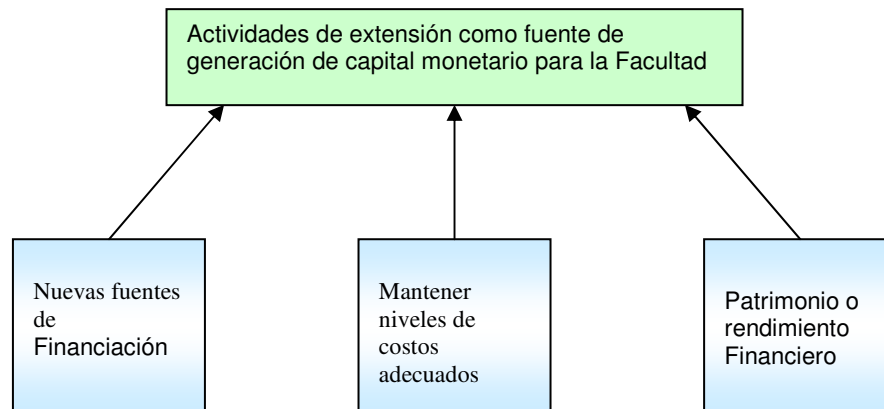 Actividades de extensión como fuente de
generación de capital monetario para la Facultad
Nuevas fuentes
de
Financiación
Mantener
niveles de
costos
adecuados
Patrimonio o
rendimiento
Financiero